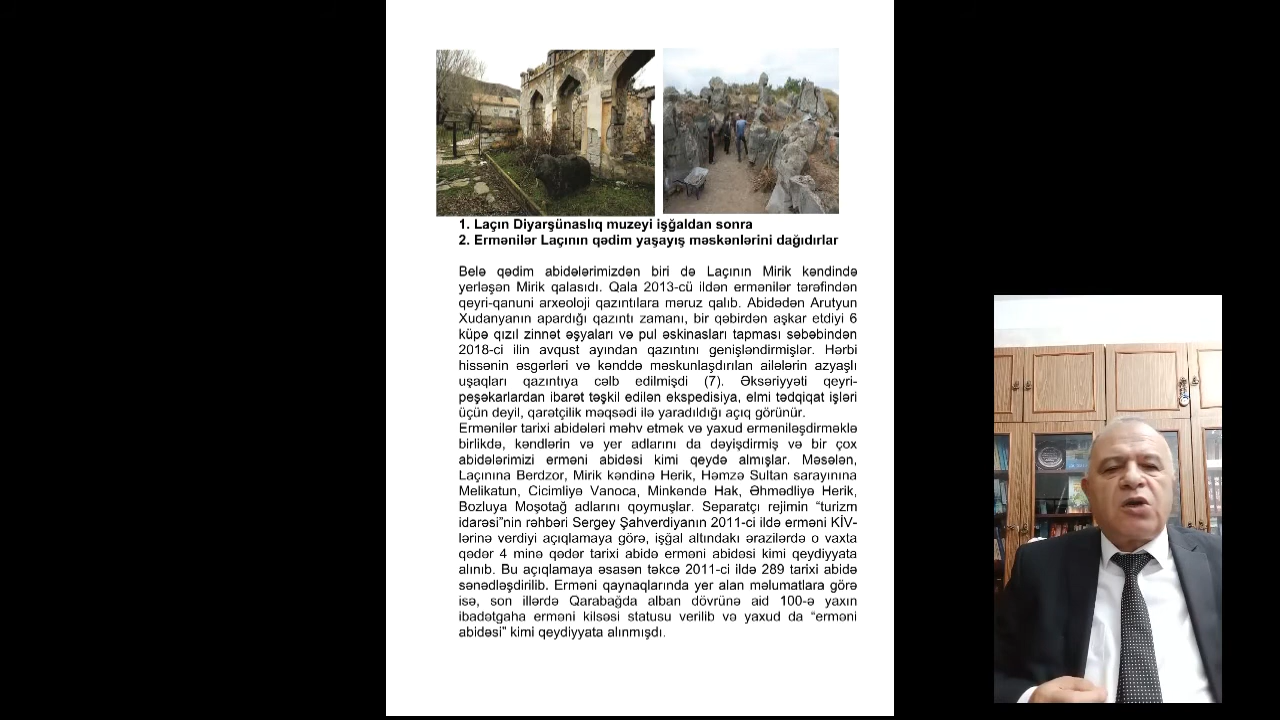 1. Laçın Diyarşünaslıq muzeyi işğaldan sonra
2. Ermənilər Laçının qədim yaşayış məskənlərini dağıdırlar
Belə qədim abidələrimizdən biri də Laçının Mirik kəndində
yerləşən Mirik qalasıdı. Qala 2013-cü ildən ermənilər tərəfindən
qeyri-qanuni arxeoloji qazıntılara məruz qalıb. Abidədən Arutyun
Xudanyanın apardığı qazıntı zamanı, bir qəbirdən aşkar etdiyi 6
küpə qızıl zinnət əşyaları və pul əskinasları tapması səbəbindən
2018-ci ilin avqust ayından qazıntını genişləndirmişlər. Hərbi
hissənin əsgərləri və kənddə məskunlaşdırılan ailələrin azyaşlı
uşaqları qazıntıya cəlb edilmişdi (7). Əksəriyyəti qeyri-
peşəkarlardan ibarət təşkil edilən ekspedisiya, elmi tədqiqat işləri
üçün deyil, qarətçilik məqsədi ilə yaradıldığı açıq görünür.
Ermənilər tarixi abidələri məhv etmək və yaxud erməniləşdirməklə
birlikdə, kəndlərin və yer adlarını da dəyişdirmiş və bir çox
abidələrimizi erməni abidəsi kimi qeydə almışlar. Məsələn,
Laçınına Berdzor, Mirik kəndinə Herik, Həmzə Sultan sarayınına
Melikatun, Cicimliyə Vanoca, Minkəndə Hak, Əhmədliyə Herik,
Bozluya Moşotağ adlarını qoymuşlar. Separatçı rejimin “turizm
idarəsi”nin rəhbəri Sergey Şahverdiyanın 2011-ci ildə erməni KİV-
lərinə verdiyi açıqlamaya görə, işğal altındakı ərazilərdə o vaxta
qədər 4 minə qədər tarixi abidə erməni abidəsi kimi qeydiyyata
alınıb. Bu açıqlamaya əsasən təkcə 2011-ci ildə 289 tarixi abidə
sənədləşdirilib. Erməni qaynaqlarında yer alan məlumatlara görə
isə, son illərdə Qarabağda alban dövrünə aid 100-ə yaxın
ibadətgaha erməni kilsəsi statusu verilib və yaxud da “erməni
abidəsi” kimi qeydiyyata alınmışdı.